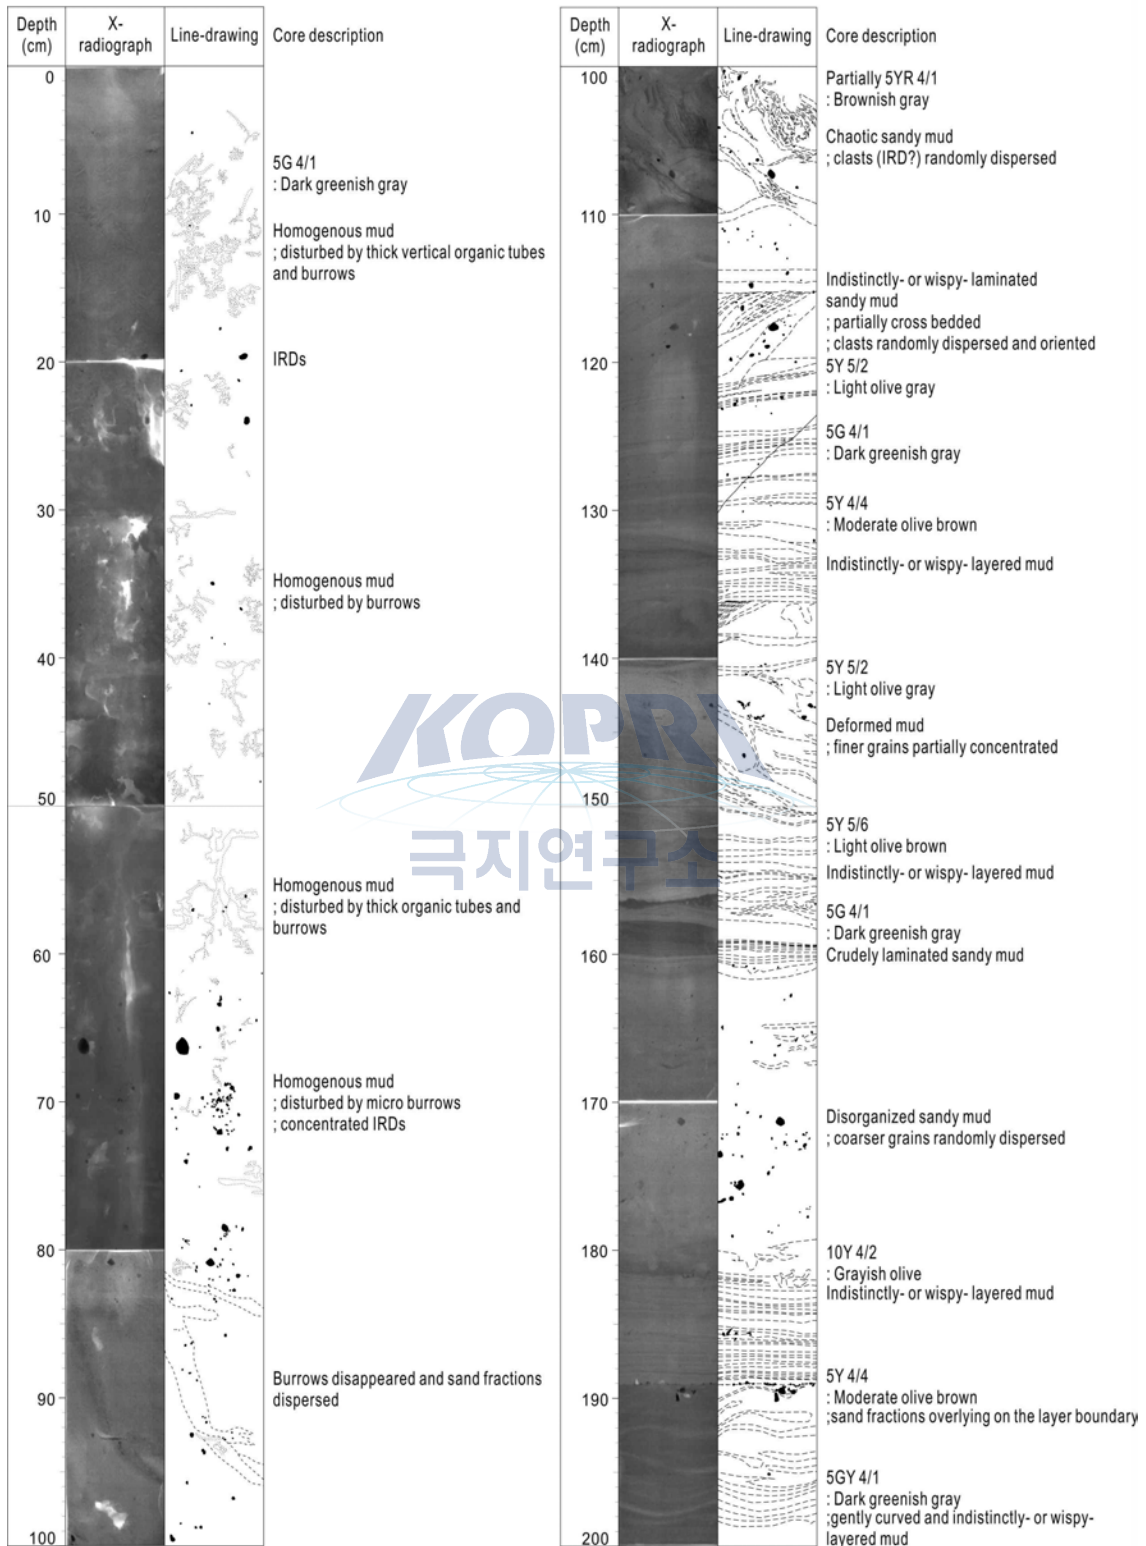 Depth
(cm)
X-
radiograph
Line-drawing
Core description
0
5G 4/1
: Dark greenish gray
10
Homogenous mud
; disturbed by thick vertical organic tubes
and burrows
IRDs
20
30
Homogenous mud
; disturbed by burrows
40
50
Homogenous mud
; disturbed by thick organic tubes and
burrows
60
Homogenous mud
70
; disturbed by micro burrows
; concentrated IRDs
80
Burrows disappeared and sand fractions
90
dispersed
100
Depth
(cm)
X-
radiograph
Line-drawing
Core description
100
Partially 5YR 4/1
: Brownish gray
Chaotic sandy mud
; clasts (IRD?) randomly dispersed
110
Indistinctly- or wispy- laminated
sandy mud
; partially cross bedded
; clasts randomly dispersed and oriented
120
5Y 5/2
: Light olive gray
5G 4/1
: Dark greenish gray
130
5Y 4/4
: Moderate olive brown
Indistinctly- or wispy- layered mud
140
5Y 5/2
: Light olive gray
Deformed mud
; finer grains partially concentrated
150
5Y 5/6
: Light olive brown
Indistinctly- or wispy- layered mud
5G 4/1
: Dark greenish gray
160
Crudely laminated sandy mud
170
Disorganized sandy mud
; coarser grains randomly dispersed
180
10Y 4/2
: Grayish olive
Indistinctly- or wispy- layered mud
5Y 4/4
190
: Moderate olive brown
;sand fractions overlying on the layer boundary
5GY 4/1
: Dark greenish gray
;gently curved and indistinctly- or wispy-
200
layered mud
KOPRI
극지연구소